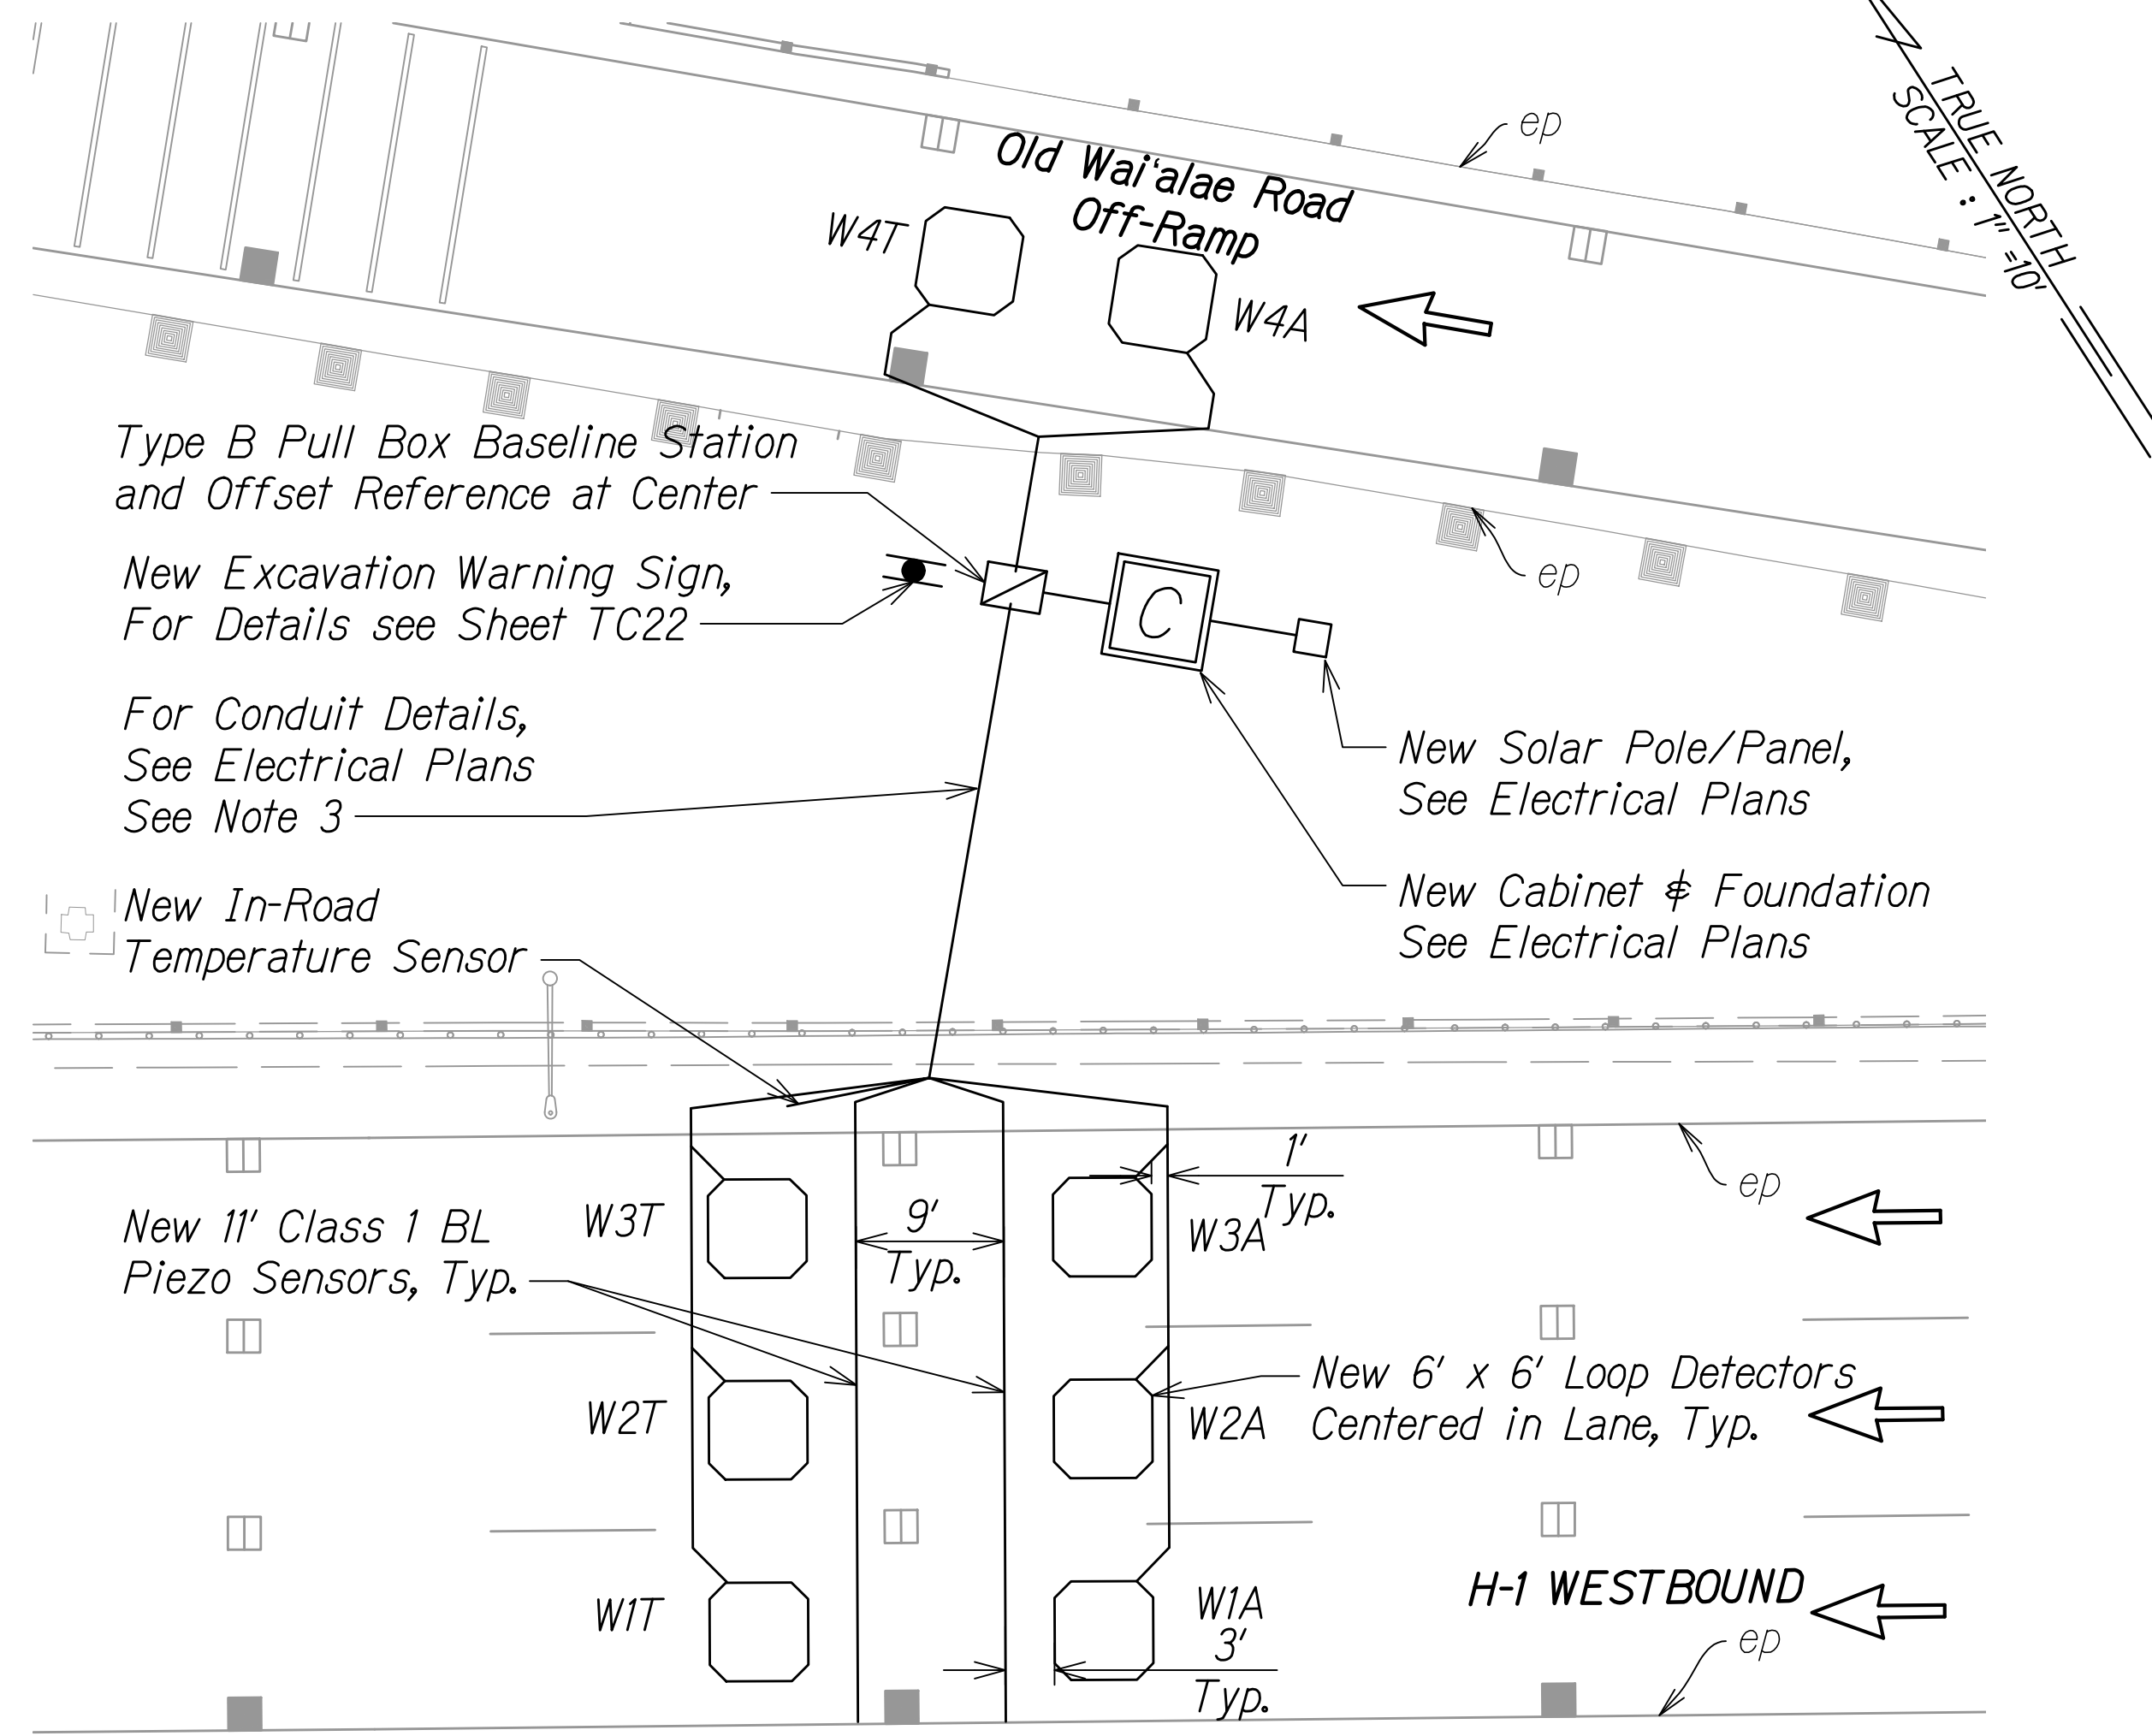 ep
TRUE NORTH
SCALE : 1"=10'
Old Wai‘alae Road
Off-Ramp
W4T
W4A
Type B Pull Box Baseline Station
and Offset Reference at Center
New Excavation Warning Sign,
For Details see Sheet TC22
C
ep
For Conduit Details,
See Electrical Plans
See Note 3
New Solar Pole/Panel,
See Electrical Plans
New Cabinet & Foundation
See Electrical Plans
New In-Road
Temperature Sensor
1'
Typ.
ep
New 11' Class 1 BL
Piezo Sensors, Typ.
W3T
9'
Typ.
W3A
New 6' x 6' Loop Detectors
Centered in Lane, Typ.
W2T
W2A
H-1 WESTBOUND
W1T
W1A
3'
Typ.
ep